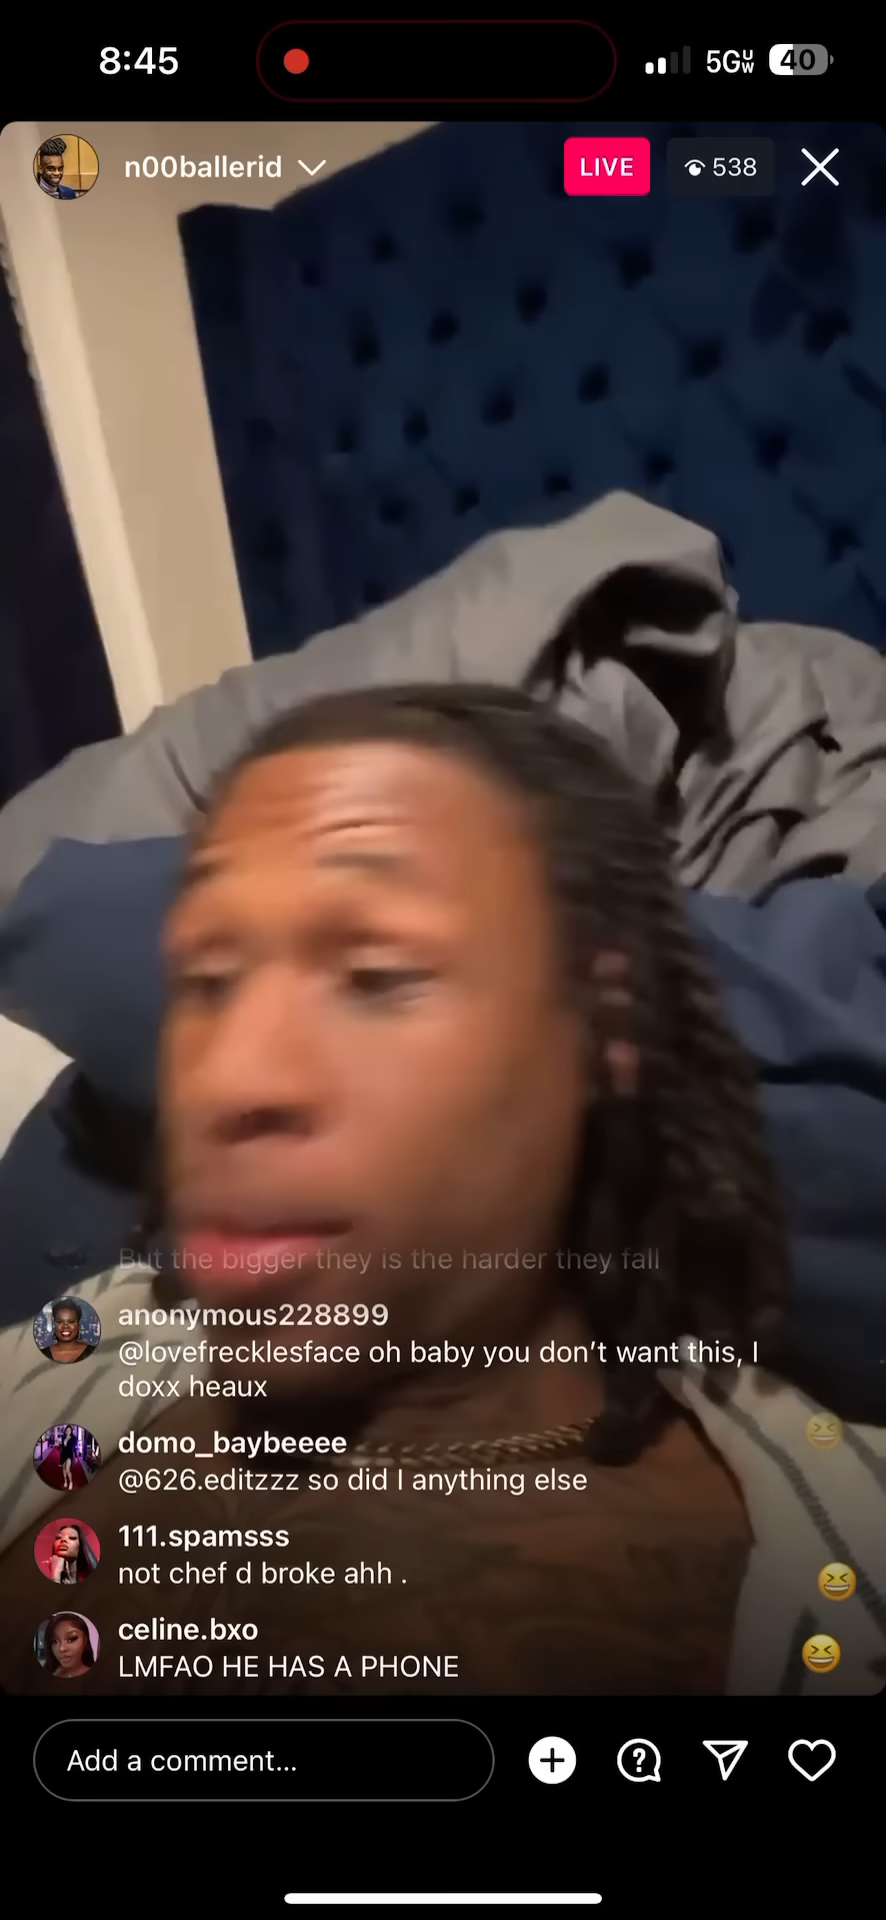 8:45
5GUW
40
n00ballerid
LIVE
538
But the bigger they is the harder they fall
anonymous228899
@lovefrecklesface oh baby you don’t want this, I
doxx heaux
domo_baybeeee
@626.editzzz so did I anything else
111.spamsss
not chef d broke ahh .
celine.bxo
LMFAO HE HAS A PHONE
Add a comment...